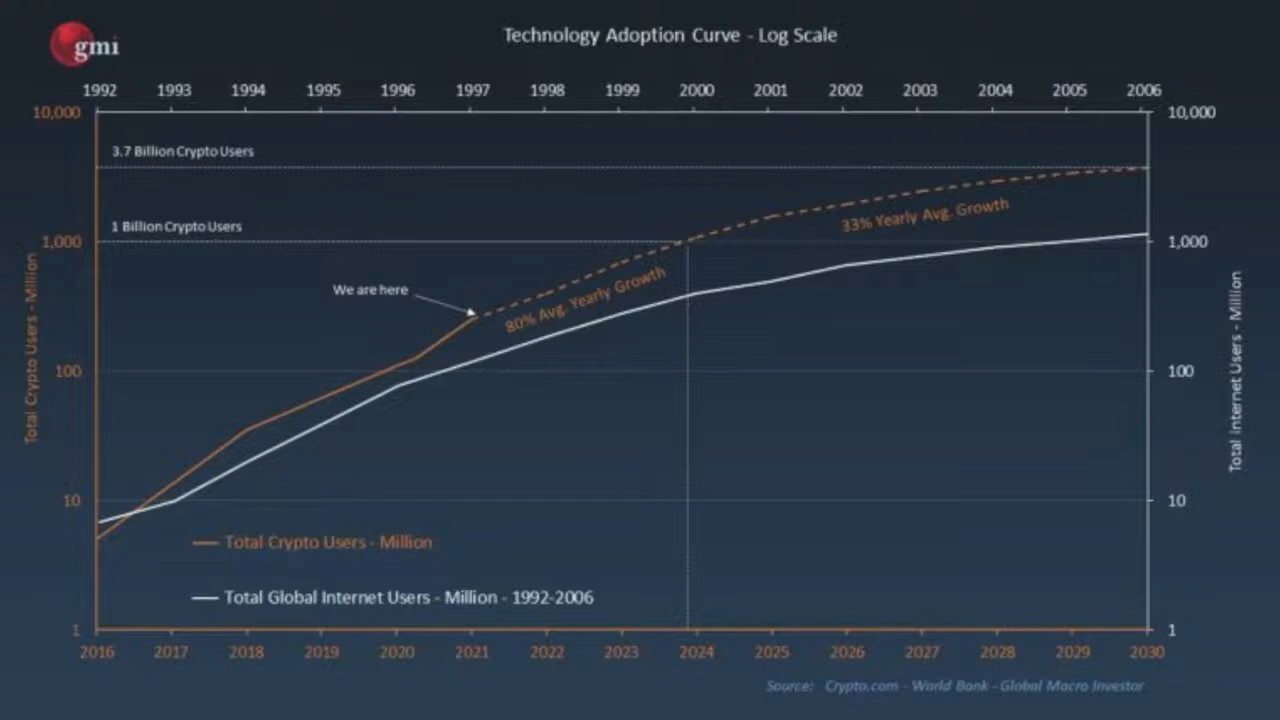 gmi
Technology Adoption Curve - Log Scale
1992 1993 1994 1995 1996 1997 1998 1999 2000 2001 2002 2003 2004 2005 2006
10,000 10,000
3.7 Billion Crypto Users
33% Yearly Avg. Growth
1 Billion Crypto Users
1,000 1,000
We are here
80% Avg. Yearly Growth
Total Crypto Users - Million
Total Internet Users - Million
100 100
10 10
Total Crypto Users - Million
Total Global Internet Users - Million - 1992-2006
1 1
2016 2017 2018 2019 2020 2021 2022 2023 2024 2025 2026 2027 2028 2029 2030
Source: Crypto.com - World Bank - Global Macro Investor